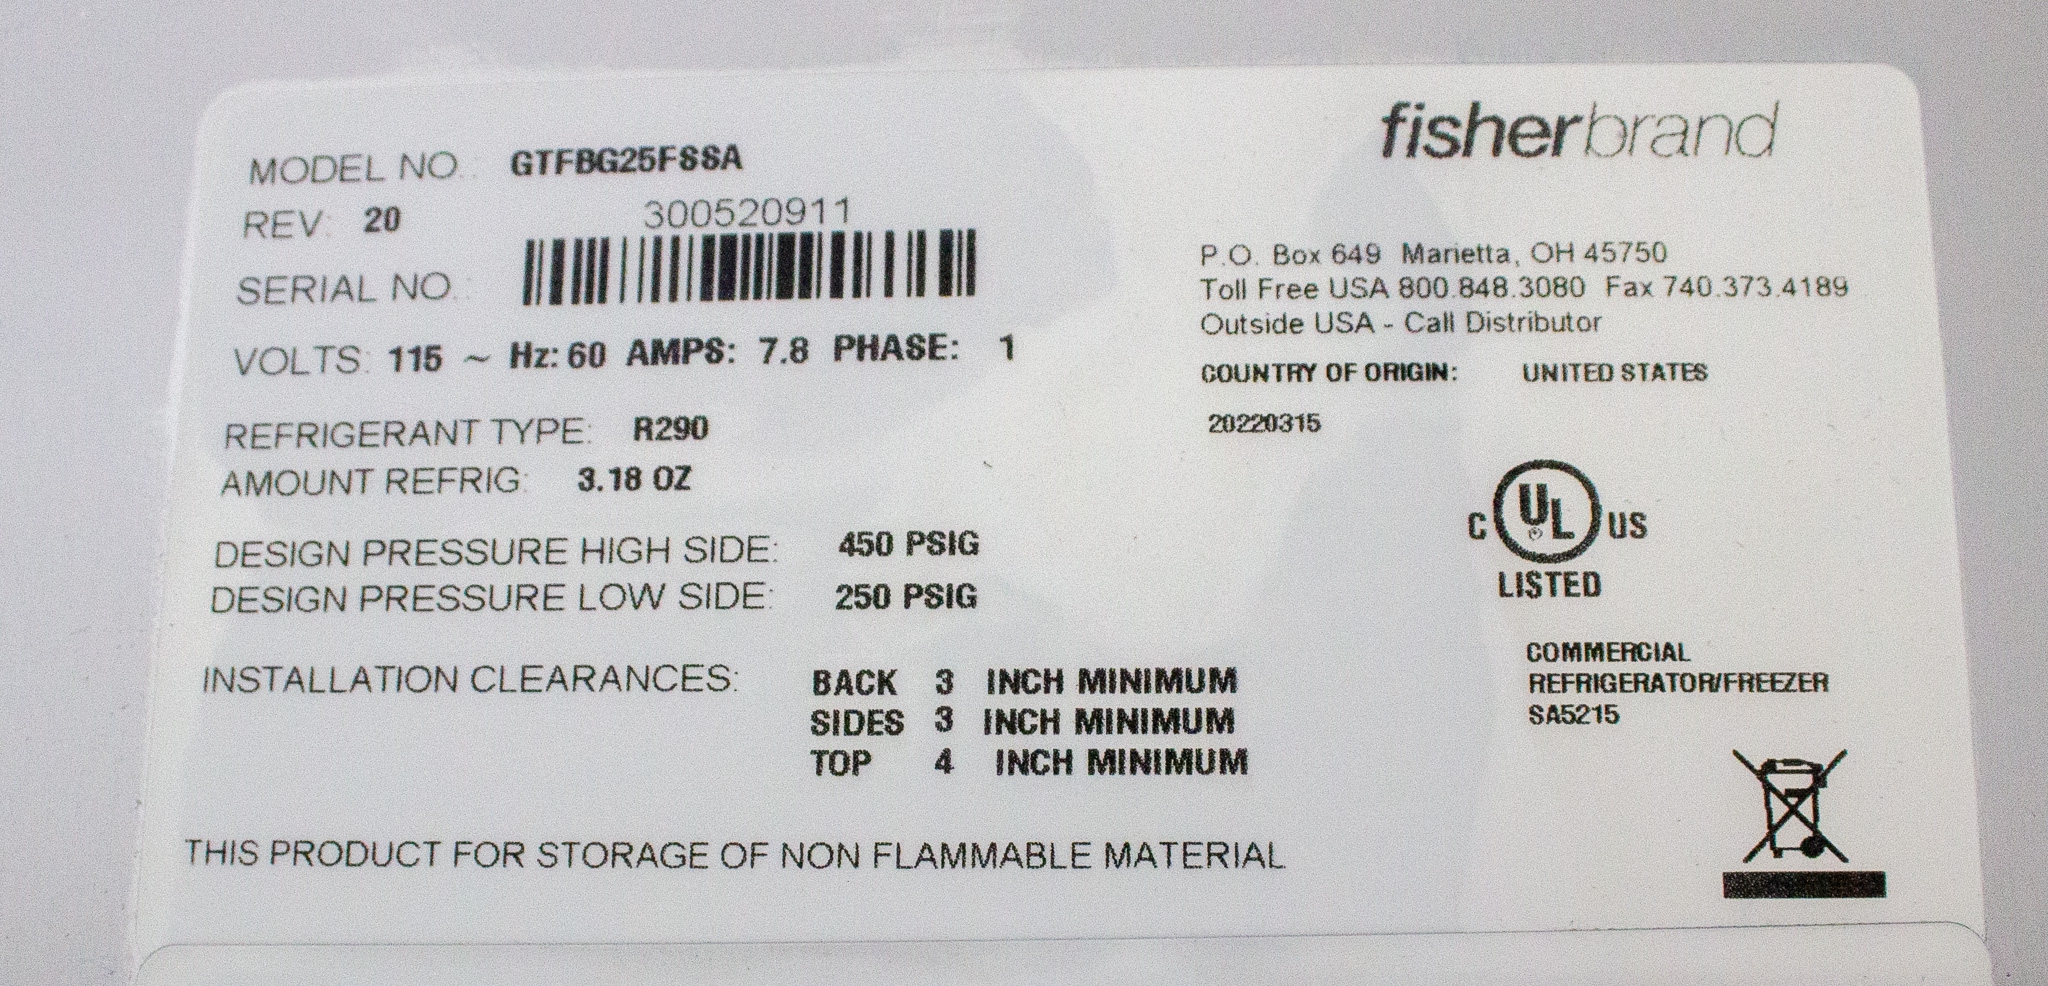 fisherbrand
MODEL NO.: GTFBG25FSSA
REV: 20
300520911
SERIAL NO.:
VOLTS: 115 ~ Hz: 60 AMPS: 7.8 PHASE: 1
REFRIGERANT TYPE: R290
AMOUNT REFRIG: 3.18 OZ
DESIGN PRESSURE HIGH SIDE: 450 PSIG
DESIGN PRESSURE LOW SIDE: 250 PSIG
INSTALLATION CLEARANCES: BACK 3 INCH MINIMUM
SIDES 3 INCH MINIMUM
TOP 4 INCH MINIMUM
THIS PRODUCT FOR STORAGE OF NON FLAMMABLE MATERIAL
P.O. Box 649 Marietta, OH 45750
Toll Free USA 800.848.3080 Fax 740.373.4189
Outside USA - Call Distributor
COUNTRY OF ORIGIN: UNITED STATES
20220315
C UL US
LISTED
COMMERCIAL
REFRIGERATOR/FREEZER
SA5215